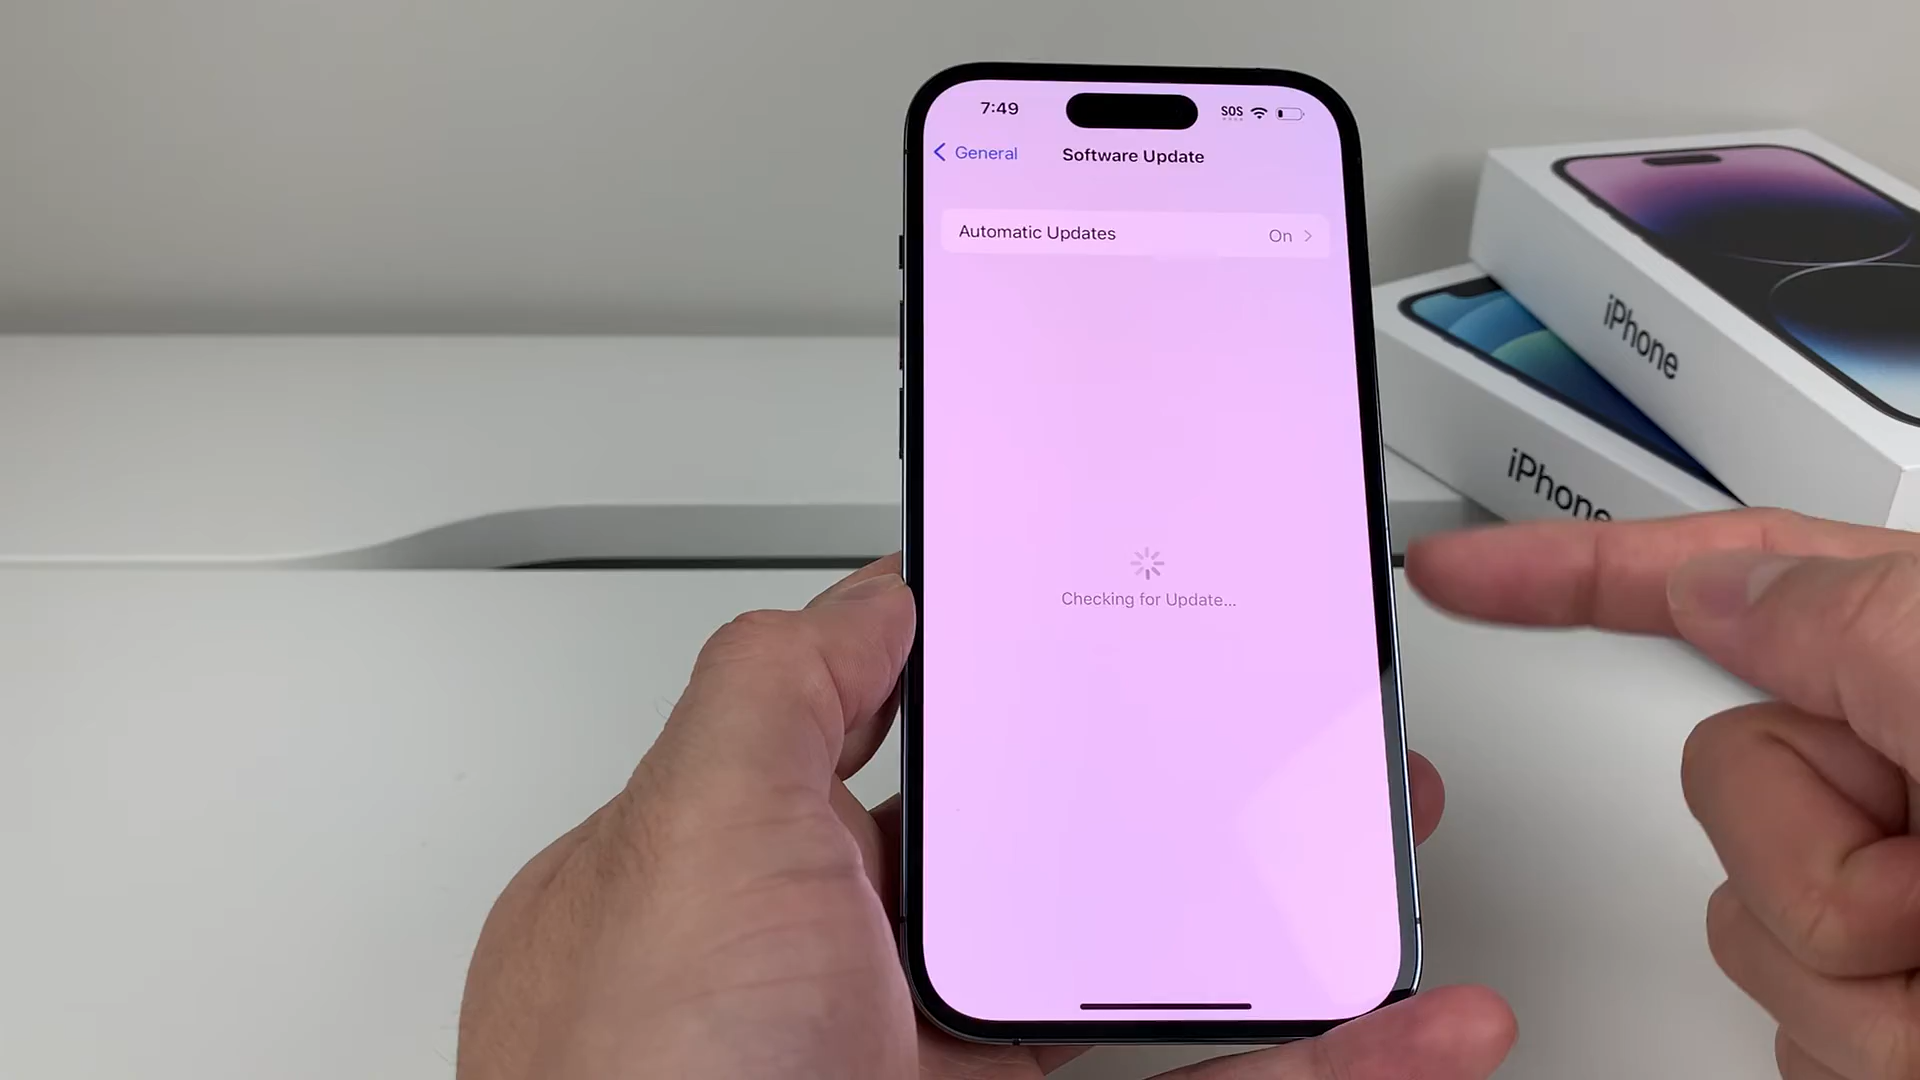 7:49
SOS
General
Software Update
Automatic Updates
On
Checking for Update...
iPhone
iPhone